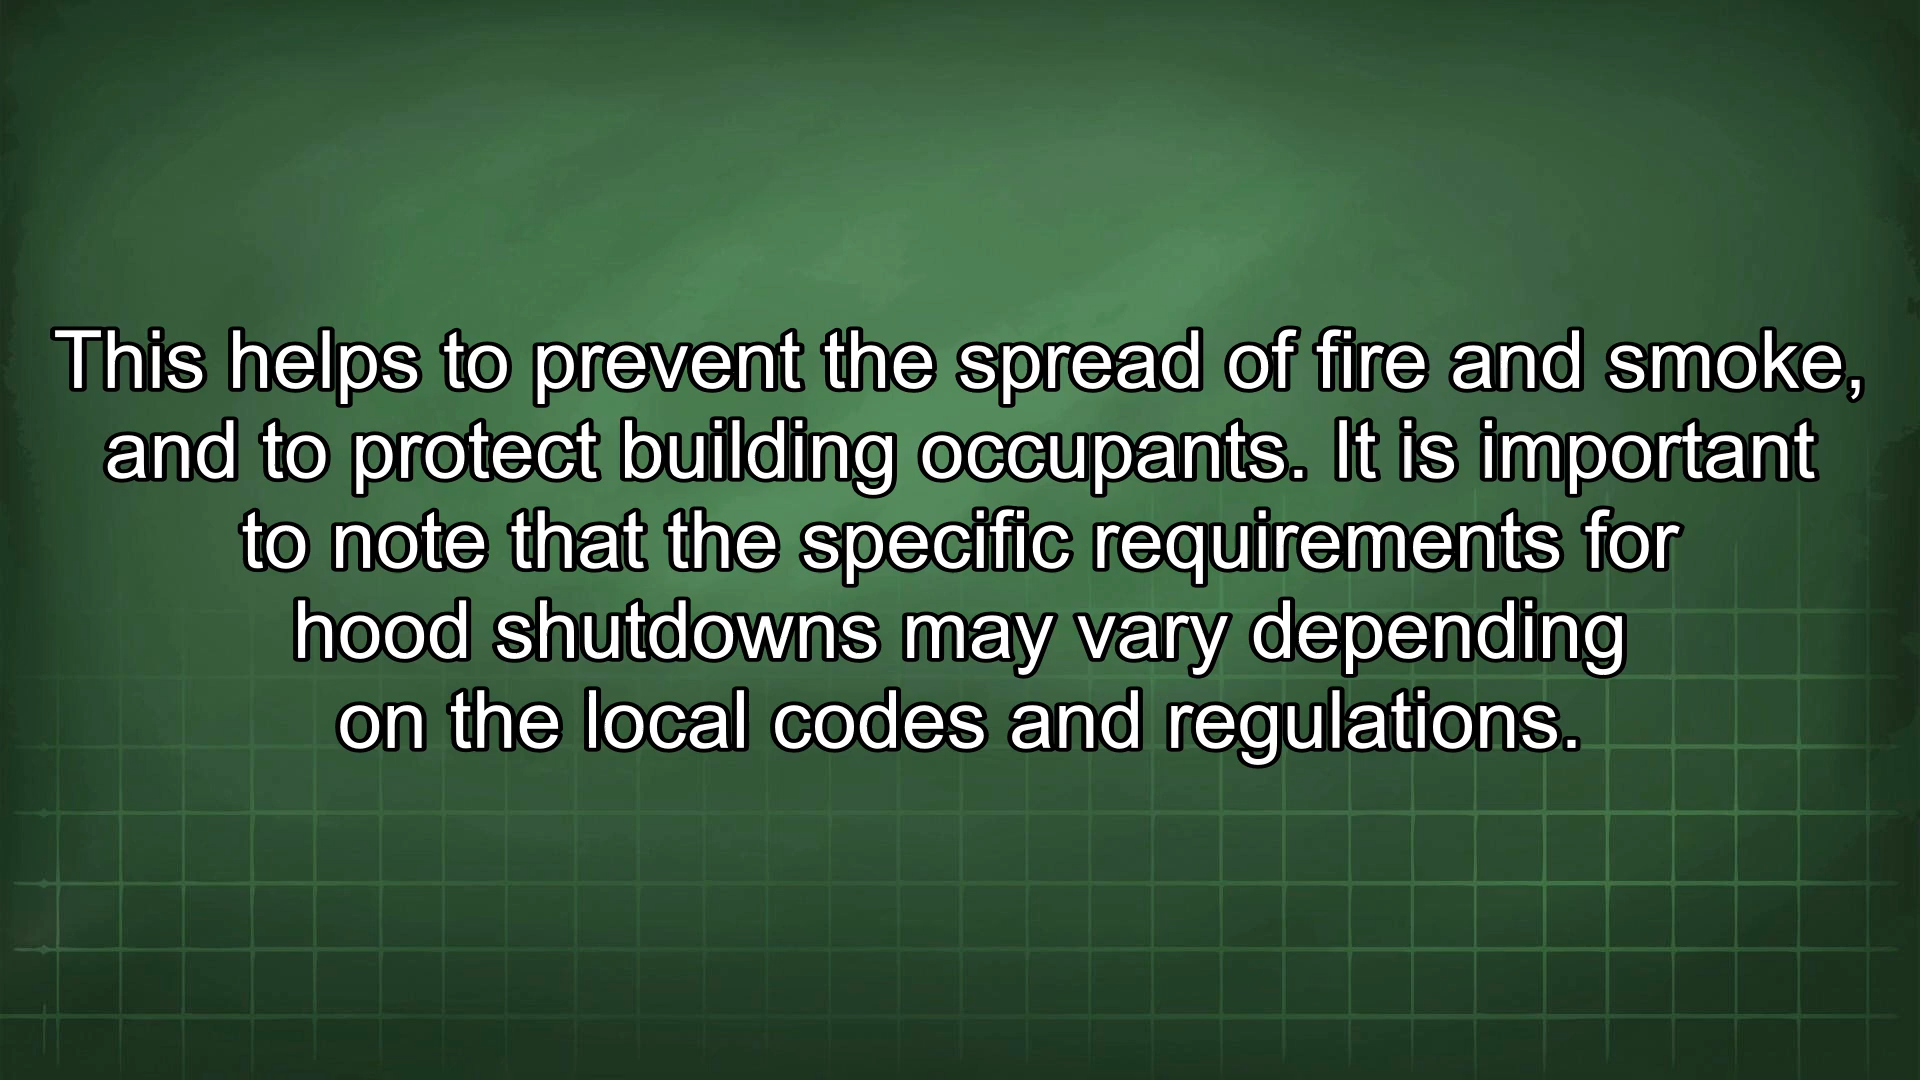 This helps to prevent the spread of fire and smoke,
and to protect building occupants. It is important
to note that the specific requirements for
hood shutdowns may vary depending
on the local codes and regulations.